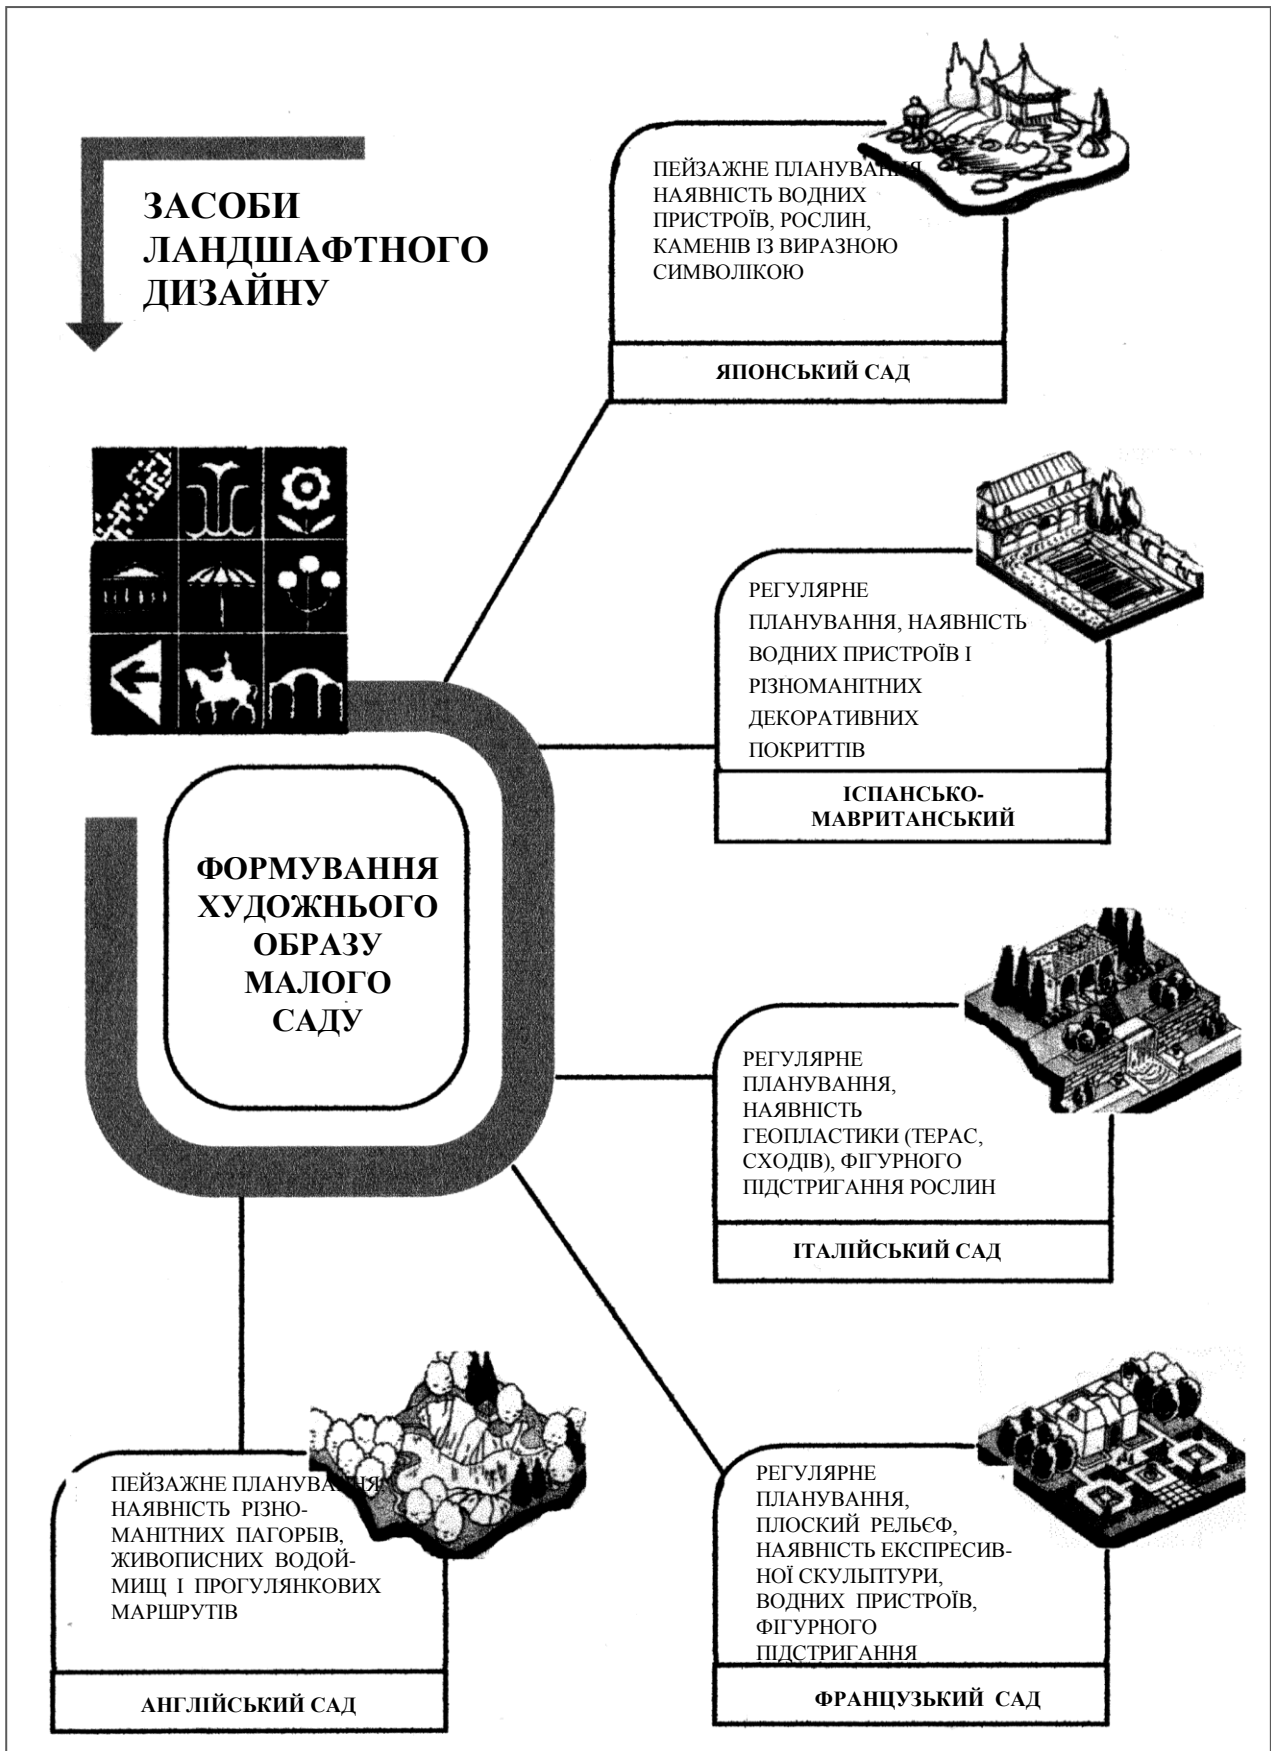 ЗАСОБИ
ЛАНДШАФТНОГО
ДИЗАЙНУ
ПЕЙЗАЖНЕ ПЛАНУВАННЯ
НАЯВНІСТЬ ВОДНИХ
ПРИСТРОЇВ, РОСЛИН,
КАМЕНІВ ІЗ ВИРАЗНОЮ
СИМВОЛІКОЮ
ЯПОНСЬКИЙ САД
РЕГУЛЯРНЕ
ПЛАНУВАННЯ, НАЯВНІСТЬ
ВОДНИХ ПРИСТРОЇВ І
РІЗНОМАНІТНИХ
ДЕКОРАТИВНИХ
ПОКРИТТІВ
ІСПАНСЬКО-
МАВРИТАНСЬКИЙ
ФОРМУВАННЯ
ХУДОЖНЬОГО
ОБРАЗУ
МАЛОГО
САДУ
РЕГУЛЯРНЕ
ПЛАНУВАННЯ,
НАЯВНІСТЬ
ГЕОПЛАСТИКИ (ТЕРАС,
СХОДІВ), ФІГУРНОГО
ПІДСТРИГАННЯ РОСЛИН
ІТАЛІЙСЬКИЙ САД
ПЕЙЗАЖНЕ ПЛАНУВАННЯ
НАЯВНІСТЬ РІЗНО-
МАНІТНИХ ПАГОРБІВ,
ЖИВОПИСНИХ ВОДОЙ-
МИЩ І ПРОГУЛЯНКОВИХ
МАРШРУТІВ
АНГЛІЙСЬКИЙ САД
РЕГУЛЯРНЕ
ПЛАНУВАННЯ,
ПЛОСКИЙ РЕЛЬЄФ,
НАЯВНІСТЬ ЕКСПРЕСИВ-
НОЇ СКУЛЬПТУРИ,
ВОДНИХ ПРИСТРОЇВ,
ФІГУРНОГО
ПІДСТРИГАННЯ
ФРАНЦУЗЬКИЙ САД